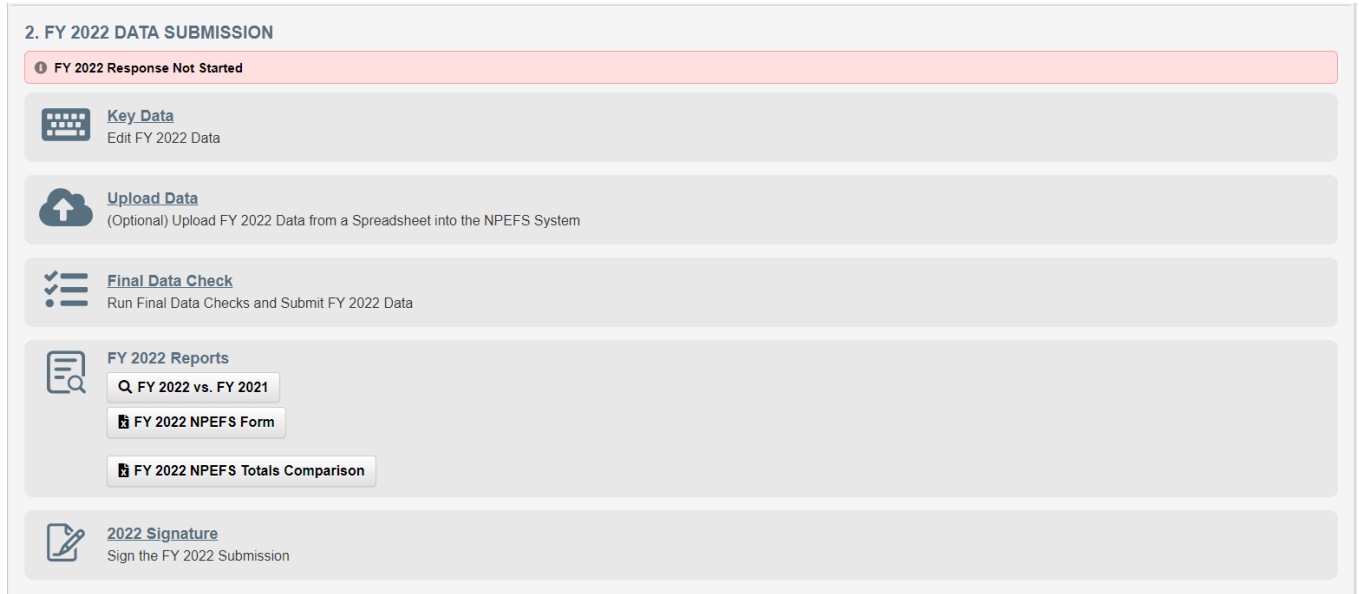 2. FY 2022 DATA SUBMISSION
FY 2022 Response Not Started
Key Data
Edit FY 2022 Data
Upload Data
(Optional) Upload FY 2022 Data from a Spreadsheet into the NPEFS System
Final Data Check
Run Final Data Checks and Submit FY 2022 Data
FY 2022 Reports
FY 2022 vs. FY 2021
FY 2022 NPEFS Form
FY 2022 NPEFS Totals Comparison
2022 Signature
Sign the FY 2022 Submission